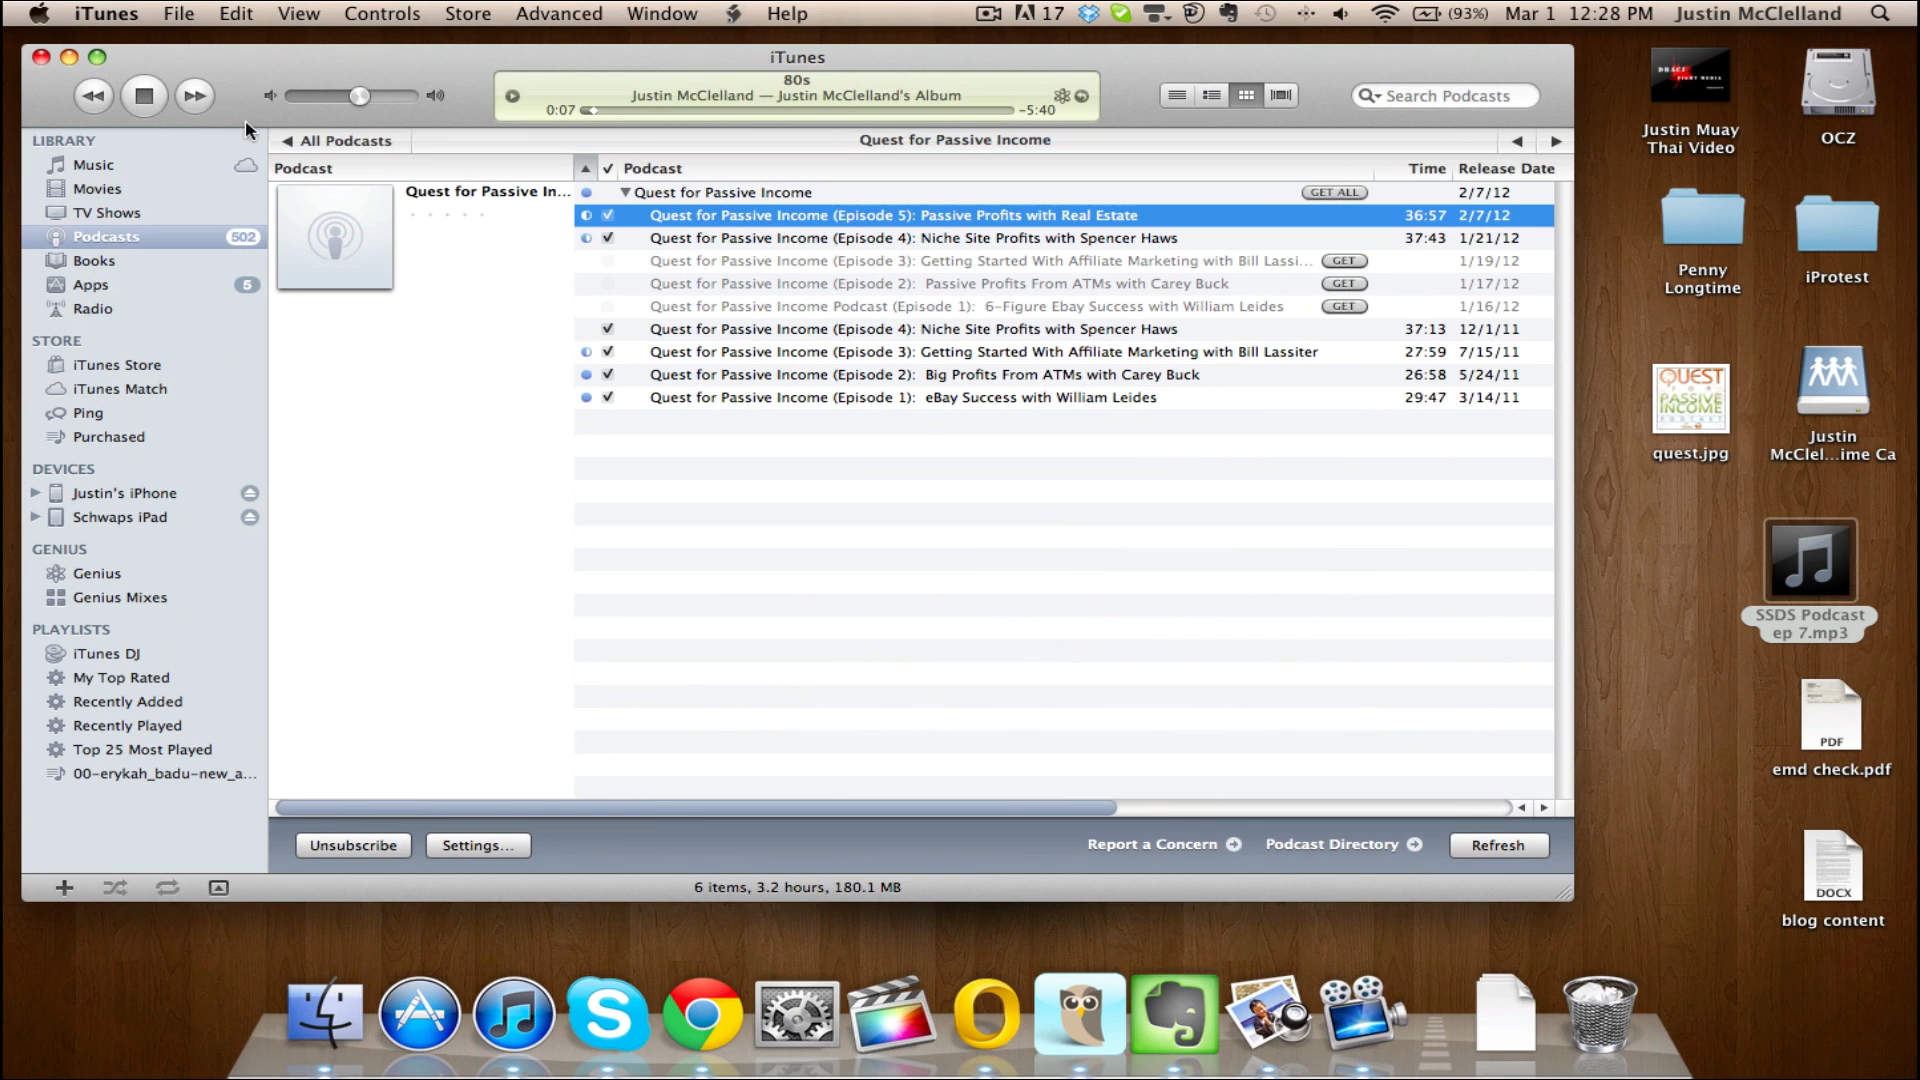 iTunes File Edit View Controls Store Advanced Window Help 17 (93%) Mar 1 12:28 PM Justin McClelland
iTunes
80s
Justin McClelland — Justin McClelland's Album
0:07 -5:40
Search Podcasts
LIBRARY
Music
Movies
TV Shows
Podcasts 502
Books
Apps 5
Radio
STORE
iTunes Store
iTunes Match
Ping
Purchased
DEVICES
Justin's iPhone
Schwaps iPad
GENIUS
Genius
Genius Mixes
PLAYLISTS
iTunes DJ
My Top Rated
Recently Added
Recently Played
Top 25 Most Played
00-erykah_badu-new_a...
All Podcasts
Quest for Passive Income
Podcast
Quest for Passive In...
Podcast Time Release Date
Quest for Passive Income GET ALL 2/7/12
Quest for Passive Income (Episode 5): Passive Profits with Real Estate 36:57 2/7/12
Quest for Passive Income (Episode 4): Niche Site Profits with Spencer Haws 37:43 1/21/12
Quest for Passive Income (Episode 3): Getting Started With Affiliate Marketing with Bill Lassi... GET 1/19/12
Quest for Passive Income (Episode 2): Passive Profits From ATMs with Carey Buck GET 1/17/12
Quest for Passive Income Podcast (Episode 1): 6-Figure Ebay Success with William Leides GET 1/16/12
Quest for Passive Income (Episode 4): Niche Site Profits with Spencer Haws 37:13 12/1/11
Quest for Passive Income (Episode 3): Getting Started With Affiliate Marketing with Bill Lassiter 27:59 7/15/11
Quest for Passive Income (Episode 2): Big Profits From ATMs with Carey Buck 26:58 5/24/11
Quest for Passive Income (Episode 1): eBay Success with William Leides 29:47 3/14/11
Unsubscribe Settings... Report a Concern Podcast Directory Refresh
6 items, 3.2 hours, 180.1 MB
Justin Muay
Thai Video
OCZ
Penny
Longtime
iProtest
QUEST
FOR
PASSIVE
INCOME
PODCAST
quest.jpg
Justin
McClel...ime Ca
SSDS Podcast
ep 7.mp3
PDF
emd check.pdf
DOCX
blog content